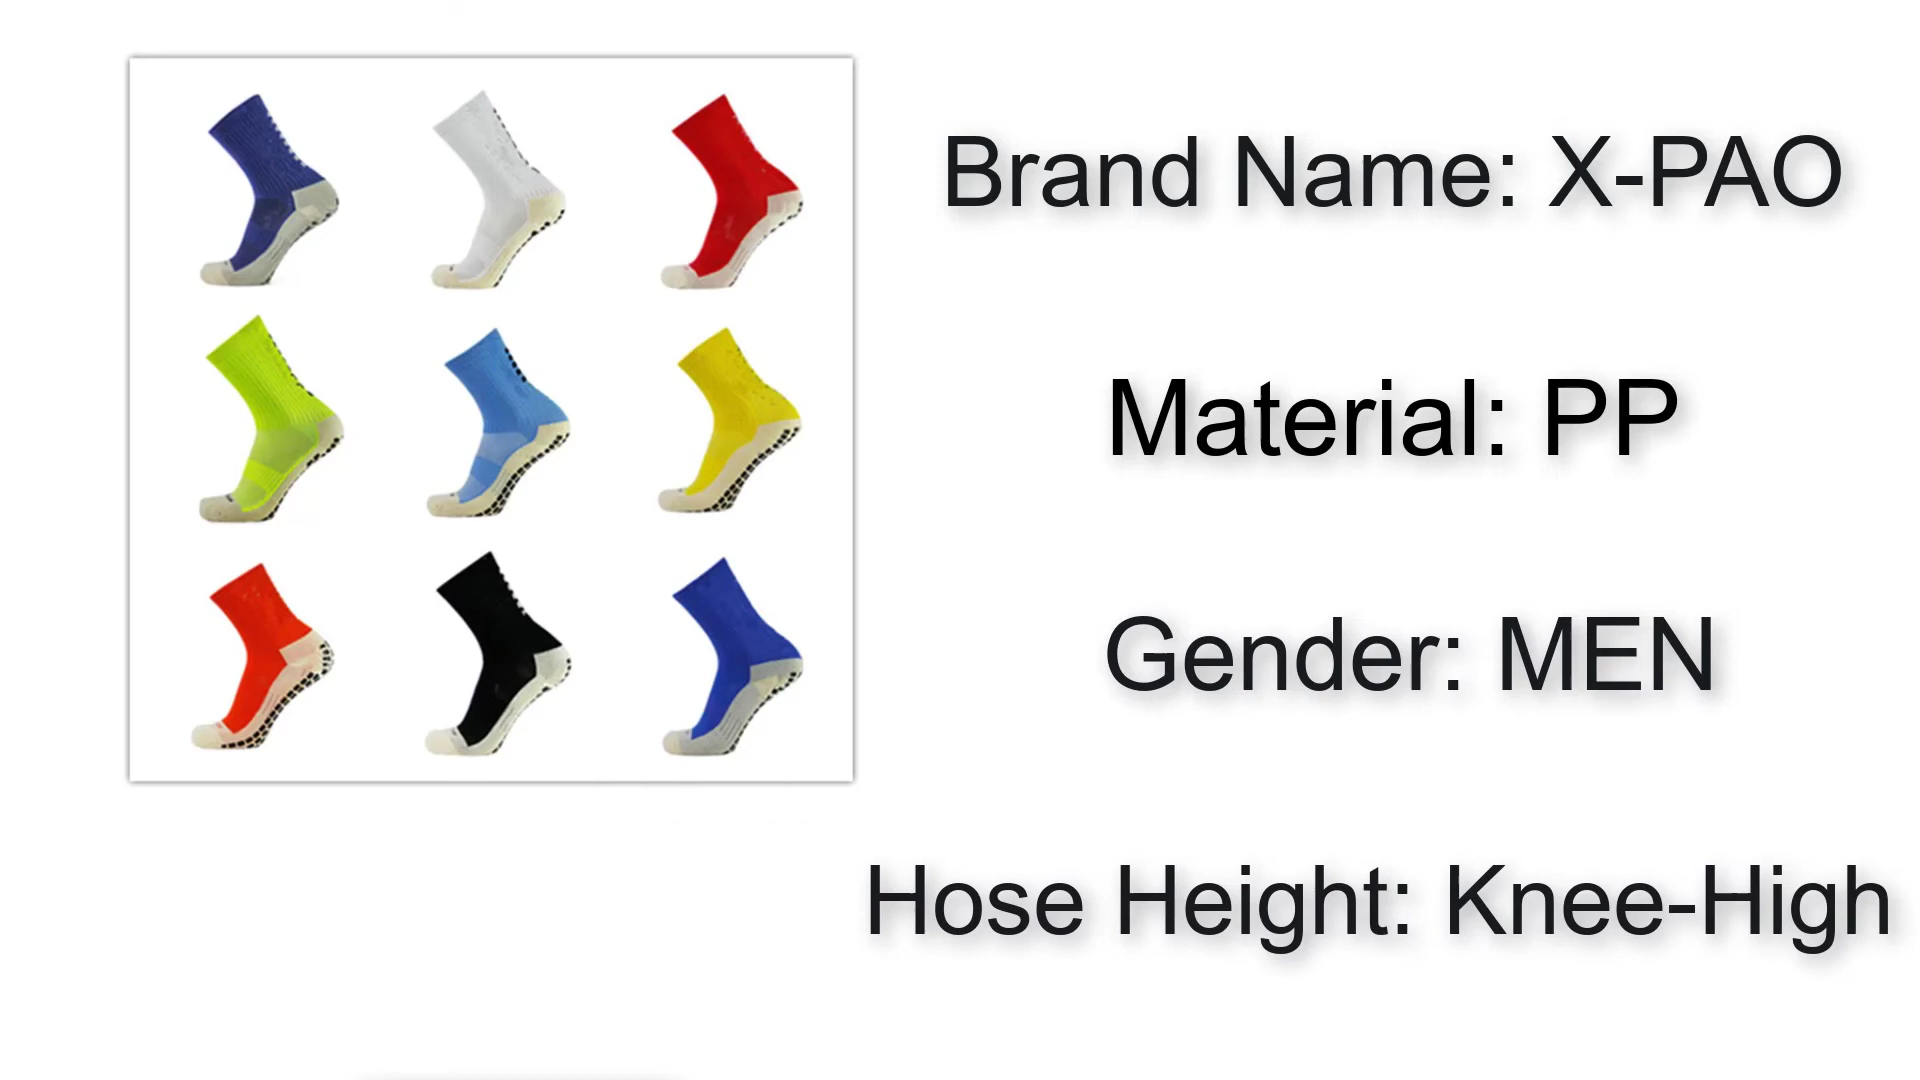 Brand Name: X-PAO
Material: PP
Gender: MEN
Hose Height: Knee-High